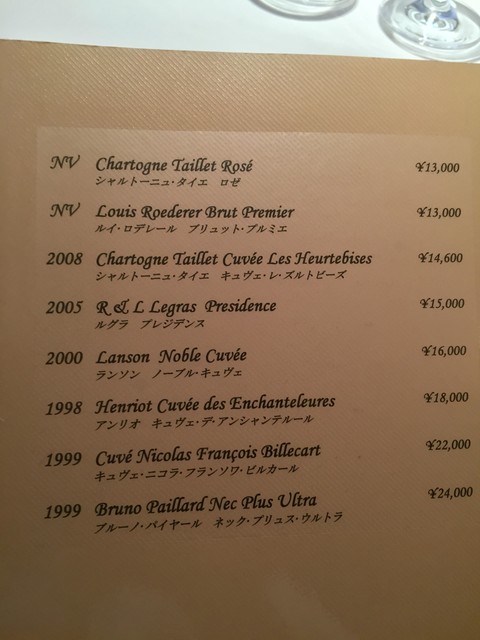 NV Chartogne Taillet Rosé ¥13,000
シャルトーニュ・タイエ ロゼ
NV Louis Roederer Brut Premier ¥13,000
ルイ・ロデレール ブリュット・プルミエ
2008 Chartogne Taillet Cuvée Les Heurtebises ¥14,600
シャルトーニュ・タイエ キュヴェ・レ・ズルトビーズ
2005 R & L Legras Presidence ¥15,000
ルグラ プレジデンス
2000 Lanson Noble Cuvée ¥16,000
ランソン ノーブル・キュヴェ
1998 Henriot Cuvée des Enchanteleures ¥18,000
アンリオ キュヴェ・デ・アンシャンテルール
1999 Cuvé Nicolas François Billecart ¥22,000
キュヴェ・ニコラ・フランソワ・ビルカール
1999 Bruno Paillard Nec Plus Ultra ¥24,000
ブルーノ・パイヤール ネック・プリュス・ウルトラ